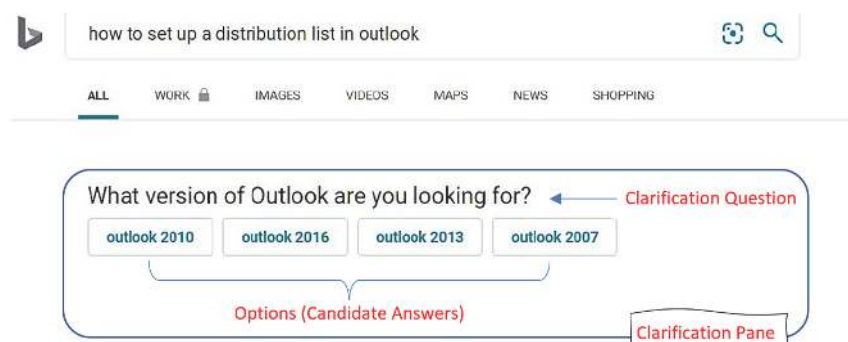 how to set up a distribution list in outlook
ALL WORK IMAGES VIDEOS MAPS NEWS SHOPPING
What version of Outlook are you looking for? Clarification Question
outlook 2010 outlook 2016 outlook 2013 outlook 2007
Options (Candidate Answers)
Clarification Pane